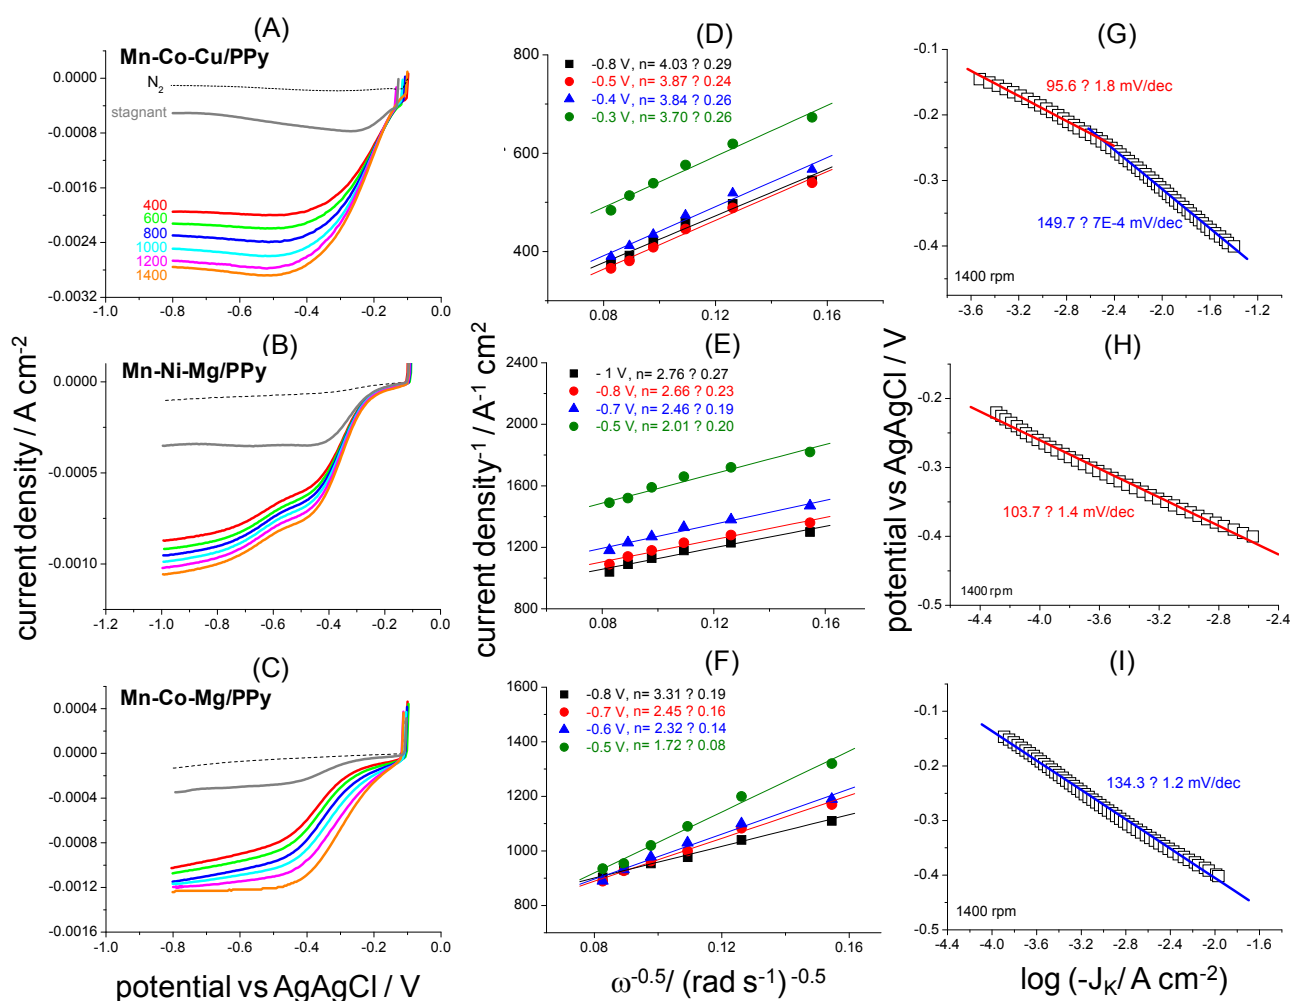 (A)
Mn-Co-Cu/PPy
N2
stagnant
400
600
800
1000
1200
1400
0.0000
-0.0008
-0.0016
-0.0024
-0.0032
-1.0 -0.8 -0.6 -0.4 -0.2 0.0
(D)
-0.8 V, n= 4.03 ? 0.29
-0.5 V, n= 3.87 ? 0.24
-0.4 V, n= 3.84 ? 0.26
-0.3 V, n= 3.70 ? 0.26
800
600
400
0.08 0.12 0.16
(G)
95.6 ? 1.8 mV/dec
149.7 ? 7E-4 mV/dec
1400 rpm
-0.1
-0.2
-0.3
-0.4
-3.6 -3.2 -2.8 -2.4 -2.0 -1.6 -1.2
(B)
Mn-Ni-Mg/PPy
0.0000
-0.0005
-0.0010
-1.2 -1.0 -0.8 -0.6 -0.4 -0.2 0.0
current density / A cm-2
(E)
- 1 V, n= 2.76 ? 0.27
-0.8 V, n= 2.66 ? 0.23
-0.7 V, n= 2.46 ? 0.19
-0.5 V, n= 2.01 ? 0.20
2400
2000
1600
1200
800
0.08 0.12 0.16
current density-1 / A-1 cm2
(H)
103.7 ? 1.4 mV/dec
1400 rpm
-0.2
-0.3
-0.4
-0.5
-4.4 -4.0 -3.6 -3.2 -2.8 -2.4
potential vs AgAgCl / V
(C)
Mn-Co-Mg/PPy
0.0004
0.0000
-0.0004
-0.0008
-0.0012
-0.0016
-1.0 -0.8 -0.6 -0.4 -0.2 0.0
potential vs AgAgCl / V
(F)
-0.8 V, n= 3.31 ? 0.19
-0.7 V, n= 2.45 ? 0.16
-0.6 V, n= 2.32 ? 0.14
-0.5 V, n= 1.72 ? 0.08
1600
1400
1200
1000
800
0.08 0.12 0.16
ω-0.5/ (rad s-1) -0.5
(I)
134.3 ? 1.2 mV/dec
1400 rpm
-0.1
-0.2
-0.3
-0.4
-0.5
-4.4 -4.0 -3.6 -3.2 -2.8 -2.4 -2.0 -1.6
log (-JK/ A cm-2)